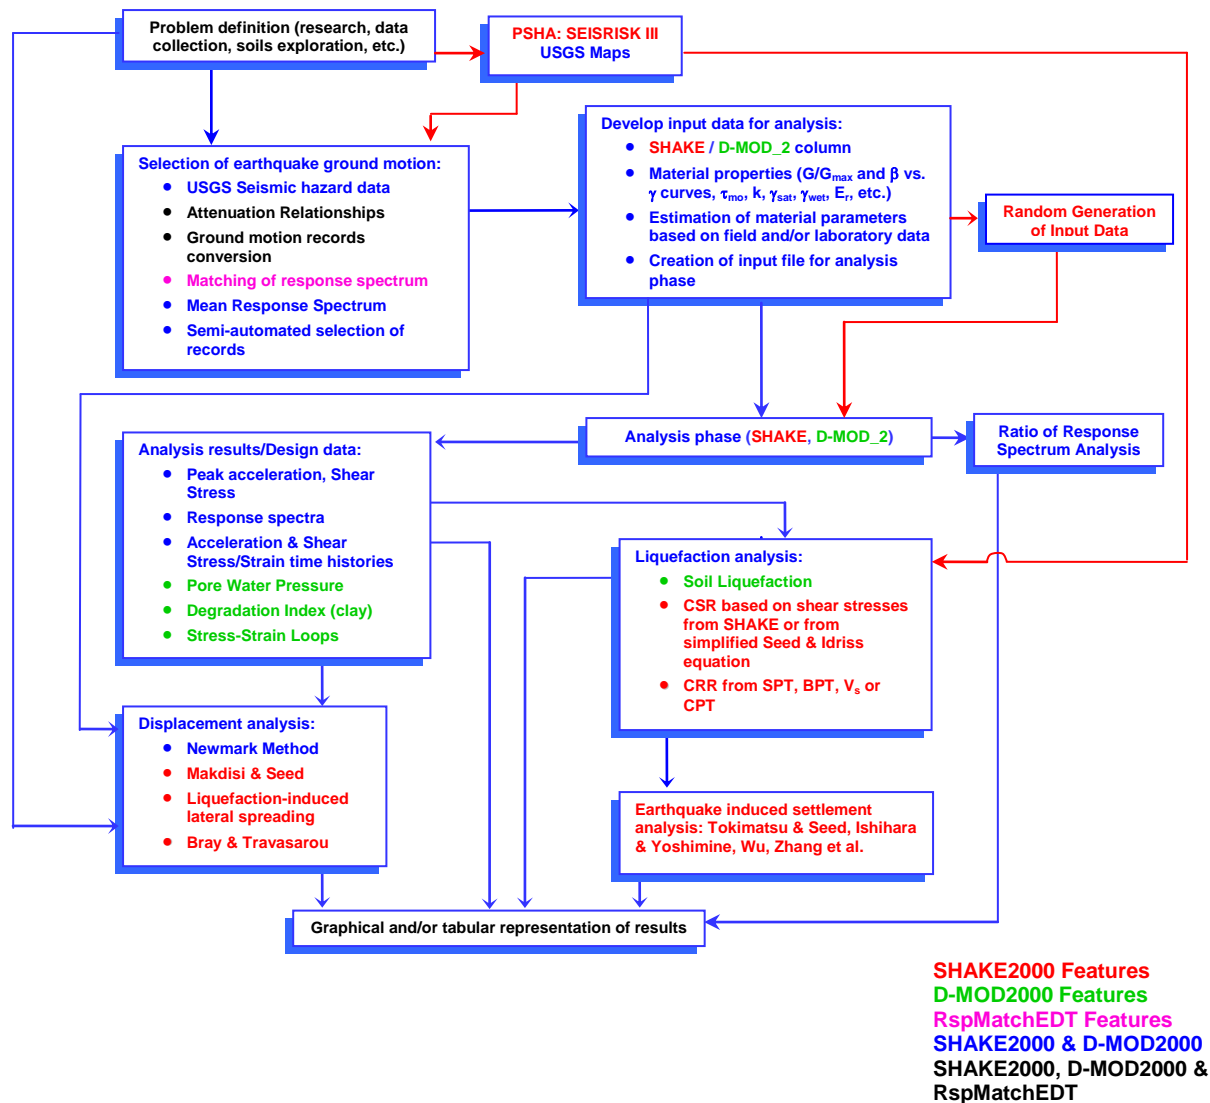 Problem definition (research, data
collection, soils exploration, etc.)
PSHA: SEISRISK III
USGS Maps
Selection of earthquake ground motion:
• USGS Seismic hazard data
• Attenuation Relationships
• Ground motion records
conversion
• Matching of response spectrum
• Mean Response Spectrum
• Semi-automated selection of
records
Develop input data for analysis:
• SHAKE / D-MOD_2 column
• Material properties (G/Gmax and β vs.
γ curves, τmo, k, γsat, γwet, Er, etc.)
• Estimation of material parameters
based on field and/or laboratory data
• Creation of input file for analysis
phase
Random Generation
of Input Data
Analysis phase (SHAKE, D-MOD_2)
Ratio of Response
Spectrum Analysis
Analysis results/Design data:
• Peak acceleration, Shear
Stress
• Response spectra
• Acceleration & Shear
Stress/Strain time histories
• Pore Water Pressure
• Degradation Index (clay)
• Stress-Strain Loops
Liquefaction analysis:
• Soil Liquefaction
• CSR based on shear stresses
from SHAKE or from
simplified Seed & Idriss
equation
• CRR from SPT, BPT, Vs or
CPT
Displacement analysis:
• Newmark Method
• Makdisi & Seed
• Liquefaction-induced
lateral spreading
• Bray & Travasarou
Earthquake induced settlement
analysis: Tokimatsu & Seed, Ishihara
& Yoshimine, Wu, Zhang et al.
Graphical and/or tabular representation of results
SHAKE2000 Features
D-MOD2000 Features
RspMatchEDT Features
SHAKE2000 & D-MOD2000
SHAKE2000, D-MOD2000 &
RspMatchEDT